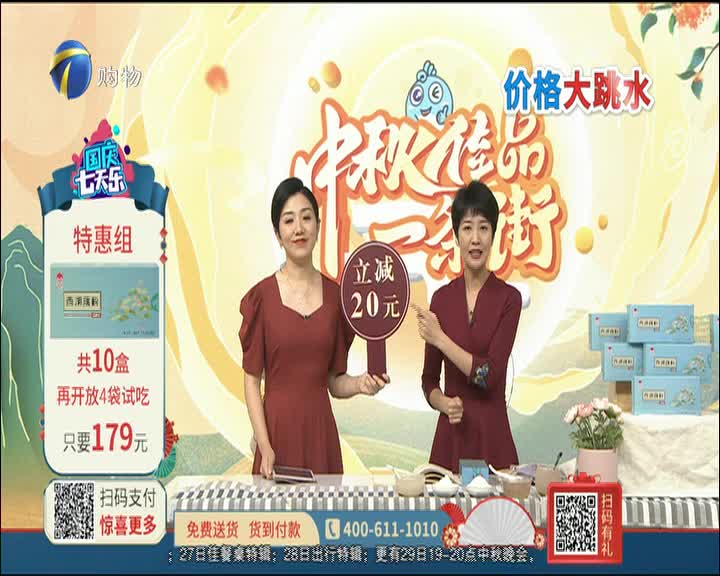 购物
价格大跳水
国庆
七天乐
中秋佳品
一条街
特惠组
西湖藕粉
共10盒
再开放4袋试吃
只要179元
立减
20元
扫码支付
惊喜更多
免费送货 货到付款
400-611-1010
扫码有礼
；27日佳餐桌特辑；28日出行特辑；更有29日19-20点中秋晚会，